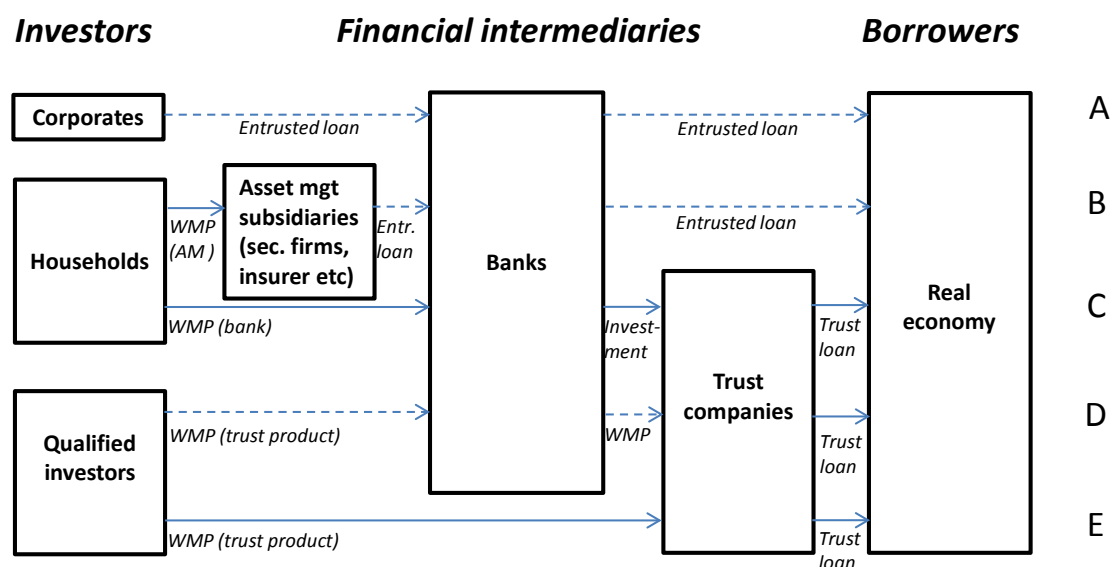 Investors Financial intermediaries Borrowers
Corporates
Entrusted loan
Entrusted loan
A
Households
WMP
(AM )
Asset mgt
subsidiaries
(sec. firms,
insurer etc)
Entr.
loan
Banks
Entrusted loan
B
WMP (bank)
Invest-
ment
Trust
loan
Real
economy
C
Qualified
investors
WMP (trust product)
WMP
Trust
companies
Trust
loan
D
WMP (trust product)
Trust
loan
E